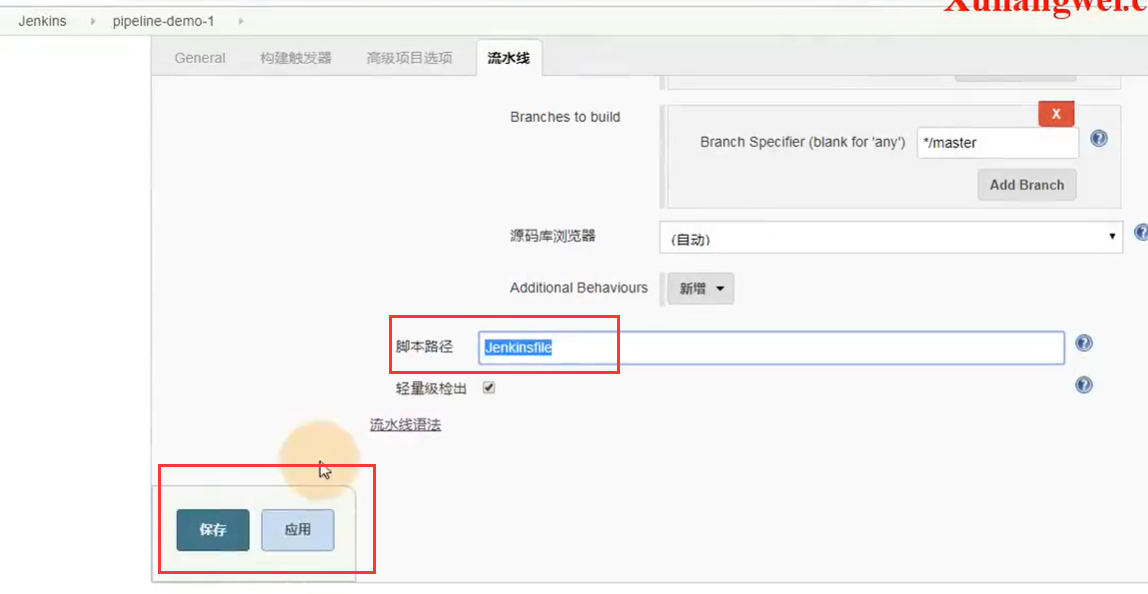 Jenkins pipeline-demo-1
General 构建触发器 高级项目选项 流水线
Branches to build
X
Branch Specifier (blank for 'any') */master
Add Branch
源码库浏览器 (自动)
Additional Behaviours 新增
脚本路径 Jenkinsfile
轻量级检出
流水线语法
保存 应用